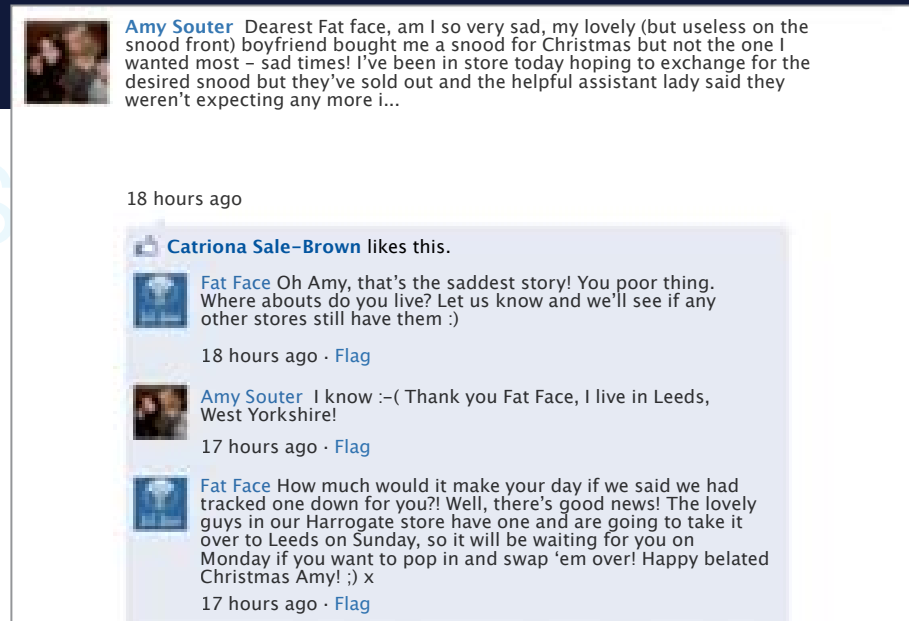 Amy Souter Dearest Fat face, am I so very sad, my lovely (but useless on the
snood front) boyfriend bought me a snood for Christmas but not the one I
wanted most – sad times! I've been in store today hoping to exchange for the
desired snood but they've sold out and the helpful assistant lady said they
weren't expecting any more i...
18 hours ago
Catriona Sale-Brown likes this.
Fat Face Oh Amy, that's the saddest story! You poor thing.
Where abouts do you live? Let us know and we'll see if any
other stores still have them :)
18 hours ago · Flag
Amy Souter I know :-( Thank you Fat Face, I live in Leeds,
West Yorkshire!
17 hours ago · Flag
Fat Face How much would it make your day if we said we had
tracked one down for you?! Well, there's good news! The lovely
guys in our Harrogate store have one and are going to take it
over to Leeds on Sunday, so it will be waiting for you on
Monday if you want to pop in and swap ‘em over! Happy belated
Christmas Amy! ;) x
17 hours ago · Flag